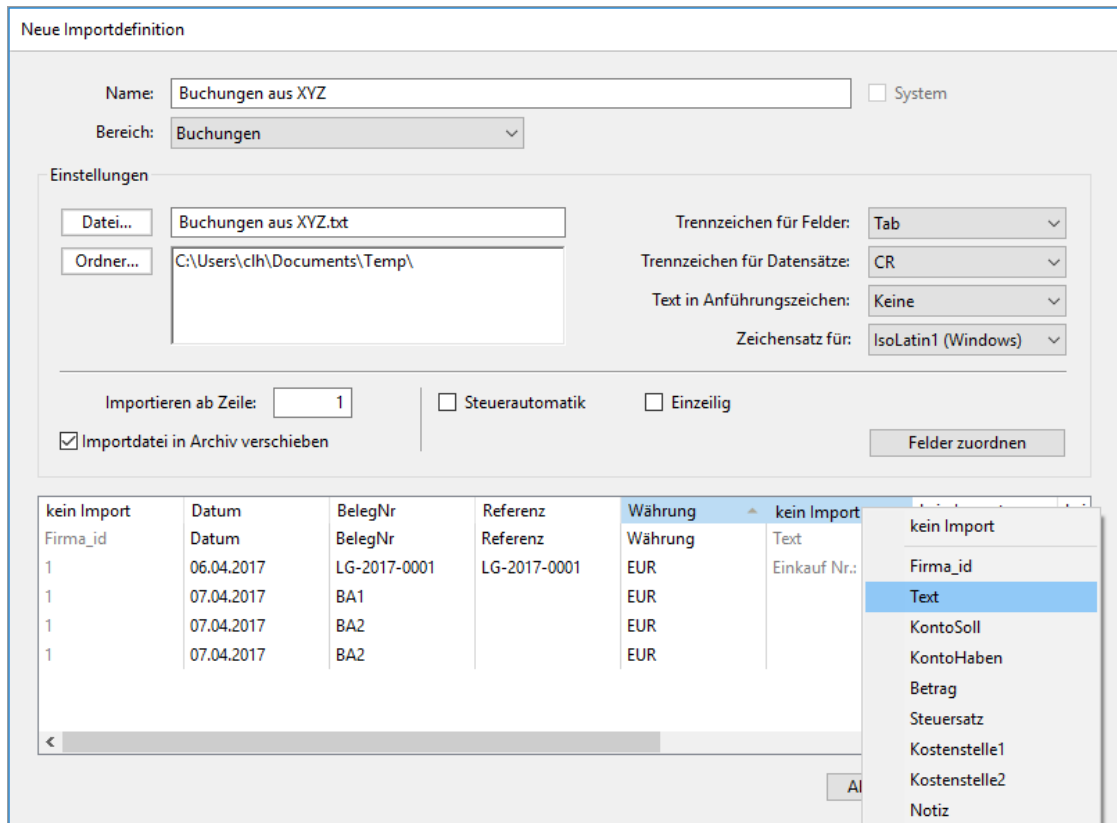 Neue Importdefinition
Name: Buchungen aus XYZ System
Bereich: Buchungen
Einstellungen
Datei... Buchungen aus XYZ.txt Trennzeichen für Felder: Tab
Ordner... C:\Users\clh\Documents\Temp\ Trennzeichen für Datensätze: CR
Text in Anführungszeichen: Keine
Zeichensatz für: IsoLatin1 (Windows)
Importieren ab Zeile: 1 Steuerautomatik Einzeilig
Importdatei in Archiv verschieben Felder zuordnen
kein Import Datum BelegNr Referenz Währung kein Import
Firma_id Datum BelegNr Referenz Währung Text
1 06.04.2017 LG-2017-0001 LG-2017-0001 EUR Einkauf Nr.:
1 07.04.2017 BA1 EUR
1 07.04.2017 BA2 EUR
1 07.04.2017 BA2 EUR
kein Import
Firma_id
Text
KontoSoll
KontoHaben
Betrag
Steuersatz
Kostenstelle1
Kostenstelle2
Notiz